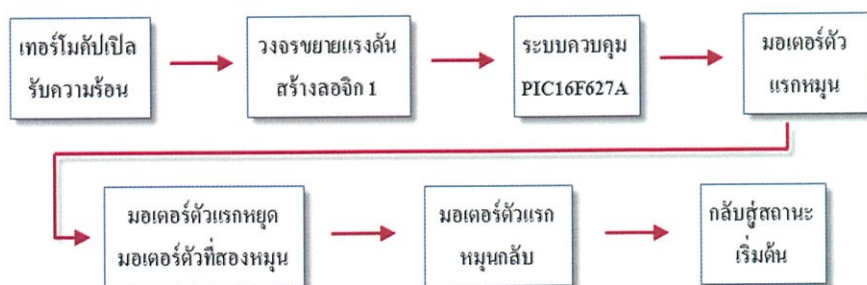 เทอร์โมคัปเปิล
รับความร้อน
วงจรขยายแรงดัน
สร้างลอจิก 1
ระบบควบคุม
PIC16F627A
มอเตอร์ตัว
แรกหมุน
มอเตอร์ตัวแรกหยุด
มอเตอร์ตัวที่สองหมุน
มอเตอร์ตัวแรก
หมุนกลับ
กลับสู่สถานะ
เริ่มต้น